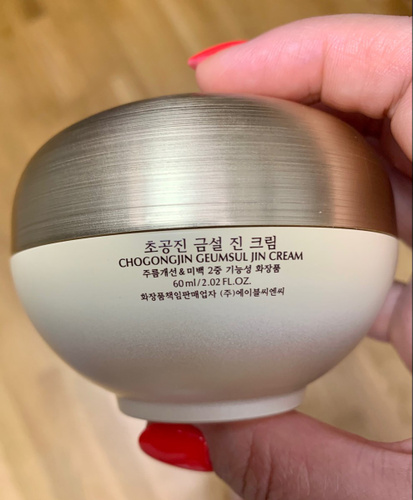 초공진 금설 진 크림
CHOGONGJIN GEUMSUL JIN CREAM
주름개선 & 미백 2중 기능성 화장품
60 ml / 2.02 FL.OZ.
화장품책임판매업자 (주)에이블씨엔씨